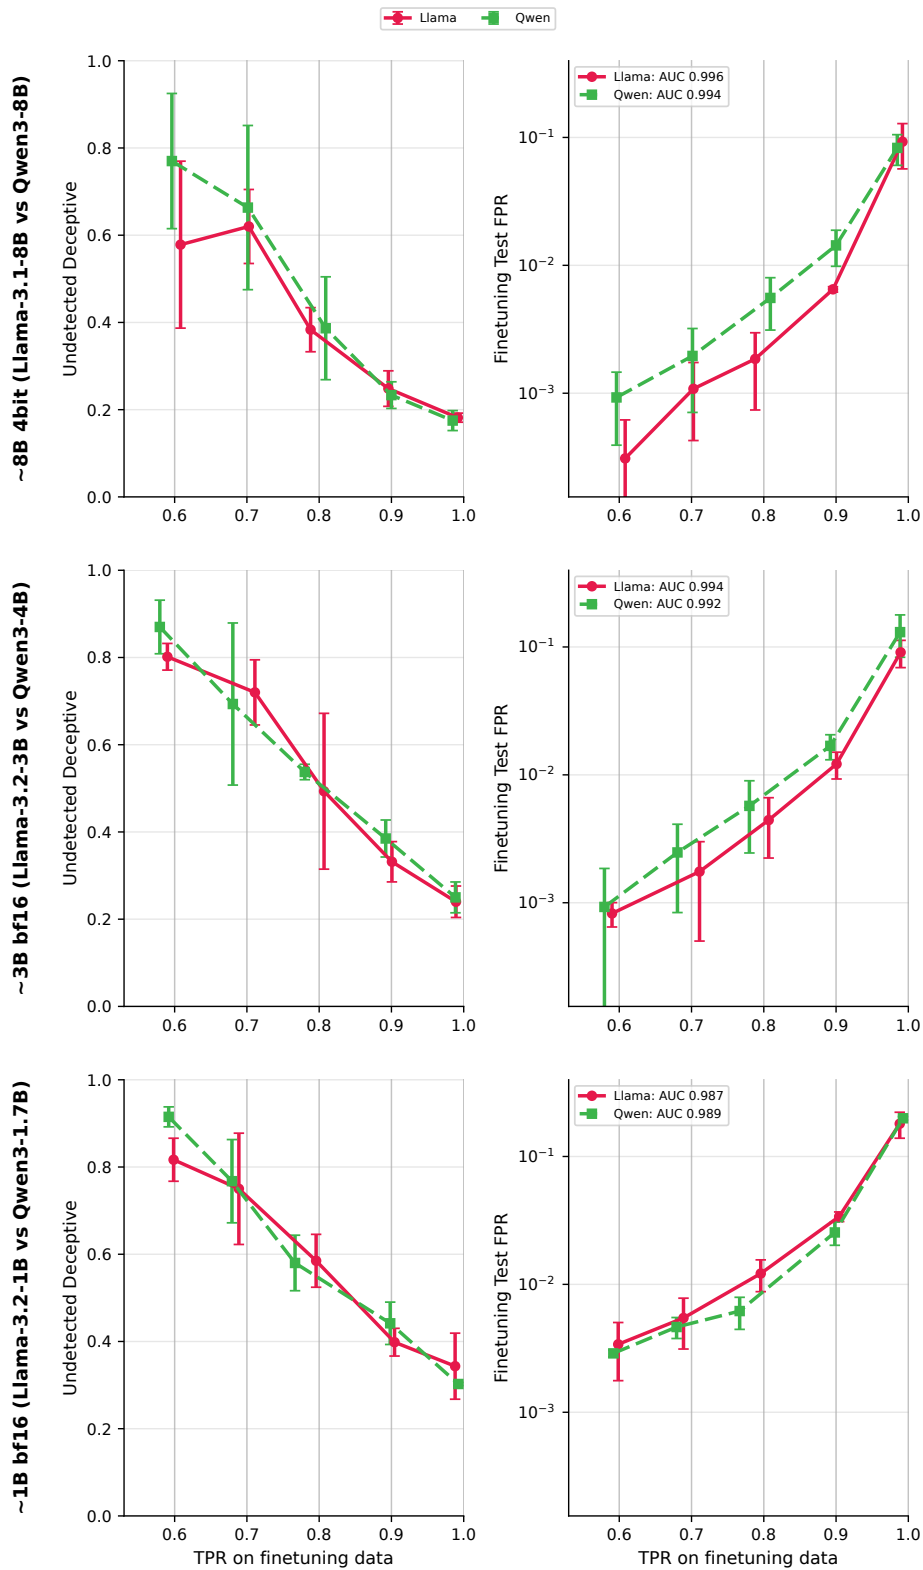 Llama
Qwen
~8B 4bit (Llama-3.1-8B vs Qwen3-8B)
Undetected Deceptive
1.0
0.8
0.6
0.4
0.2
0.0
0.6 0.7 0.8 0.9 1.0
Finetuning Test FPR
Llama: AUC 0.996
Qwen: AUC 0.994
10⁻¹
10⁻²
10⁻³
0.6 0.7 0.8 0.9 1.0
~3B bf16 (Llama-3.2-3B vs Qwen3-4B)
Undetected Deceptive
1.0
0.8
0.6
0.4
0.2
0.0
0.6 0.7 0.8 0.9 1.0
Finetuning Test FPR
Llama: AUC 0.994
Qwen: AUC 0.992
10⁻¹
10⁻²
10⁻³
0.6 0.7 0.8 0.9 1.0
~1B bf16 (Llama-3.2-1B vs Qwen3-1.7B)
Undetected Deceptive
1.0
0.8
0.6
0.4
0.2
0.0
0.6 0.7 0.8 0.9 1.0
TPR on finetuning data
Finetuning Test FPR
Llama: AUC 0.987
Qwen: AUC 0.989
10⁻¹
10⁻²
10⁻³
0.6 0.7 0.8 0.9 1.0
TPR on finetuning data